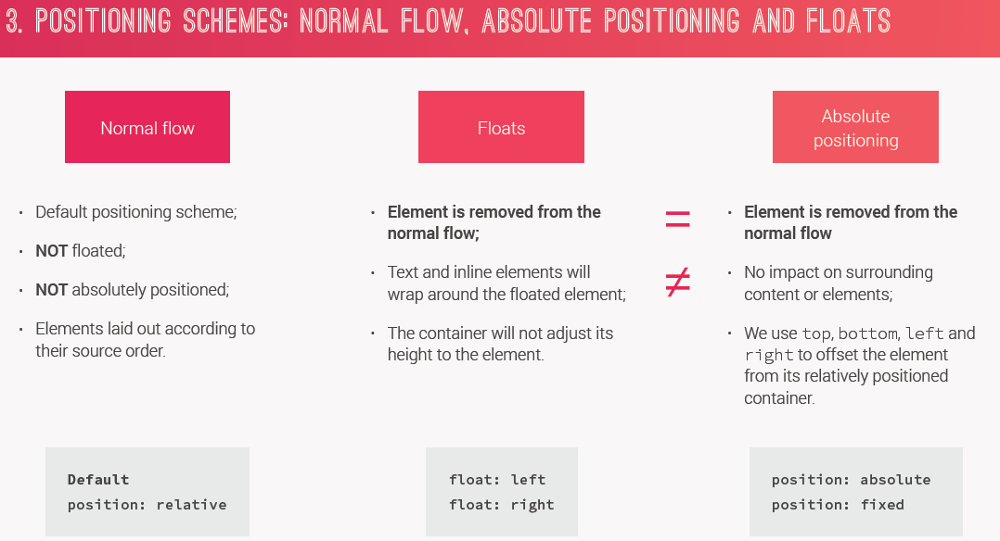 3. POSITIONING SCHEMES: NORMAL FLOW, ABSOLUTE POSITIONING AND FLOATS
Normal flow
• Default positioning scheme;
• NOT floated;
• NOT absolutely positioned;
• Elements laid out according to
their source order.
Default
position: relative
Floats
• Element is removed from the
normal flow;
• Text and inline elements will
wrap around the floated element;
• The container will not adjust its
height to the element.
float: left
float: right
=
≠
Absolute
positioning
• Element is removed from the
normal flow
• No impact on surrounding
content or elements;
• We use top, bottom, left and
right to offset the element
from its relatively positioned
container.
position: absolute
position: fixed